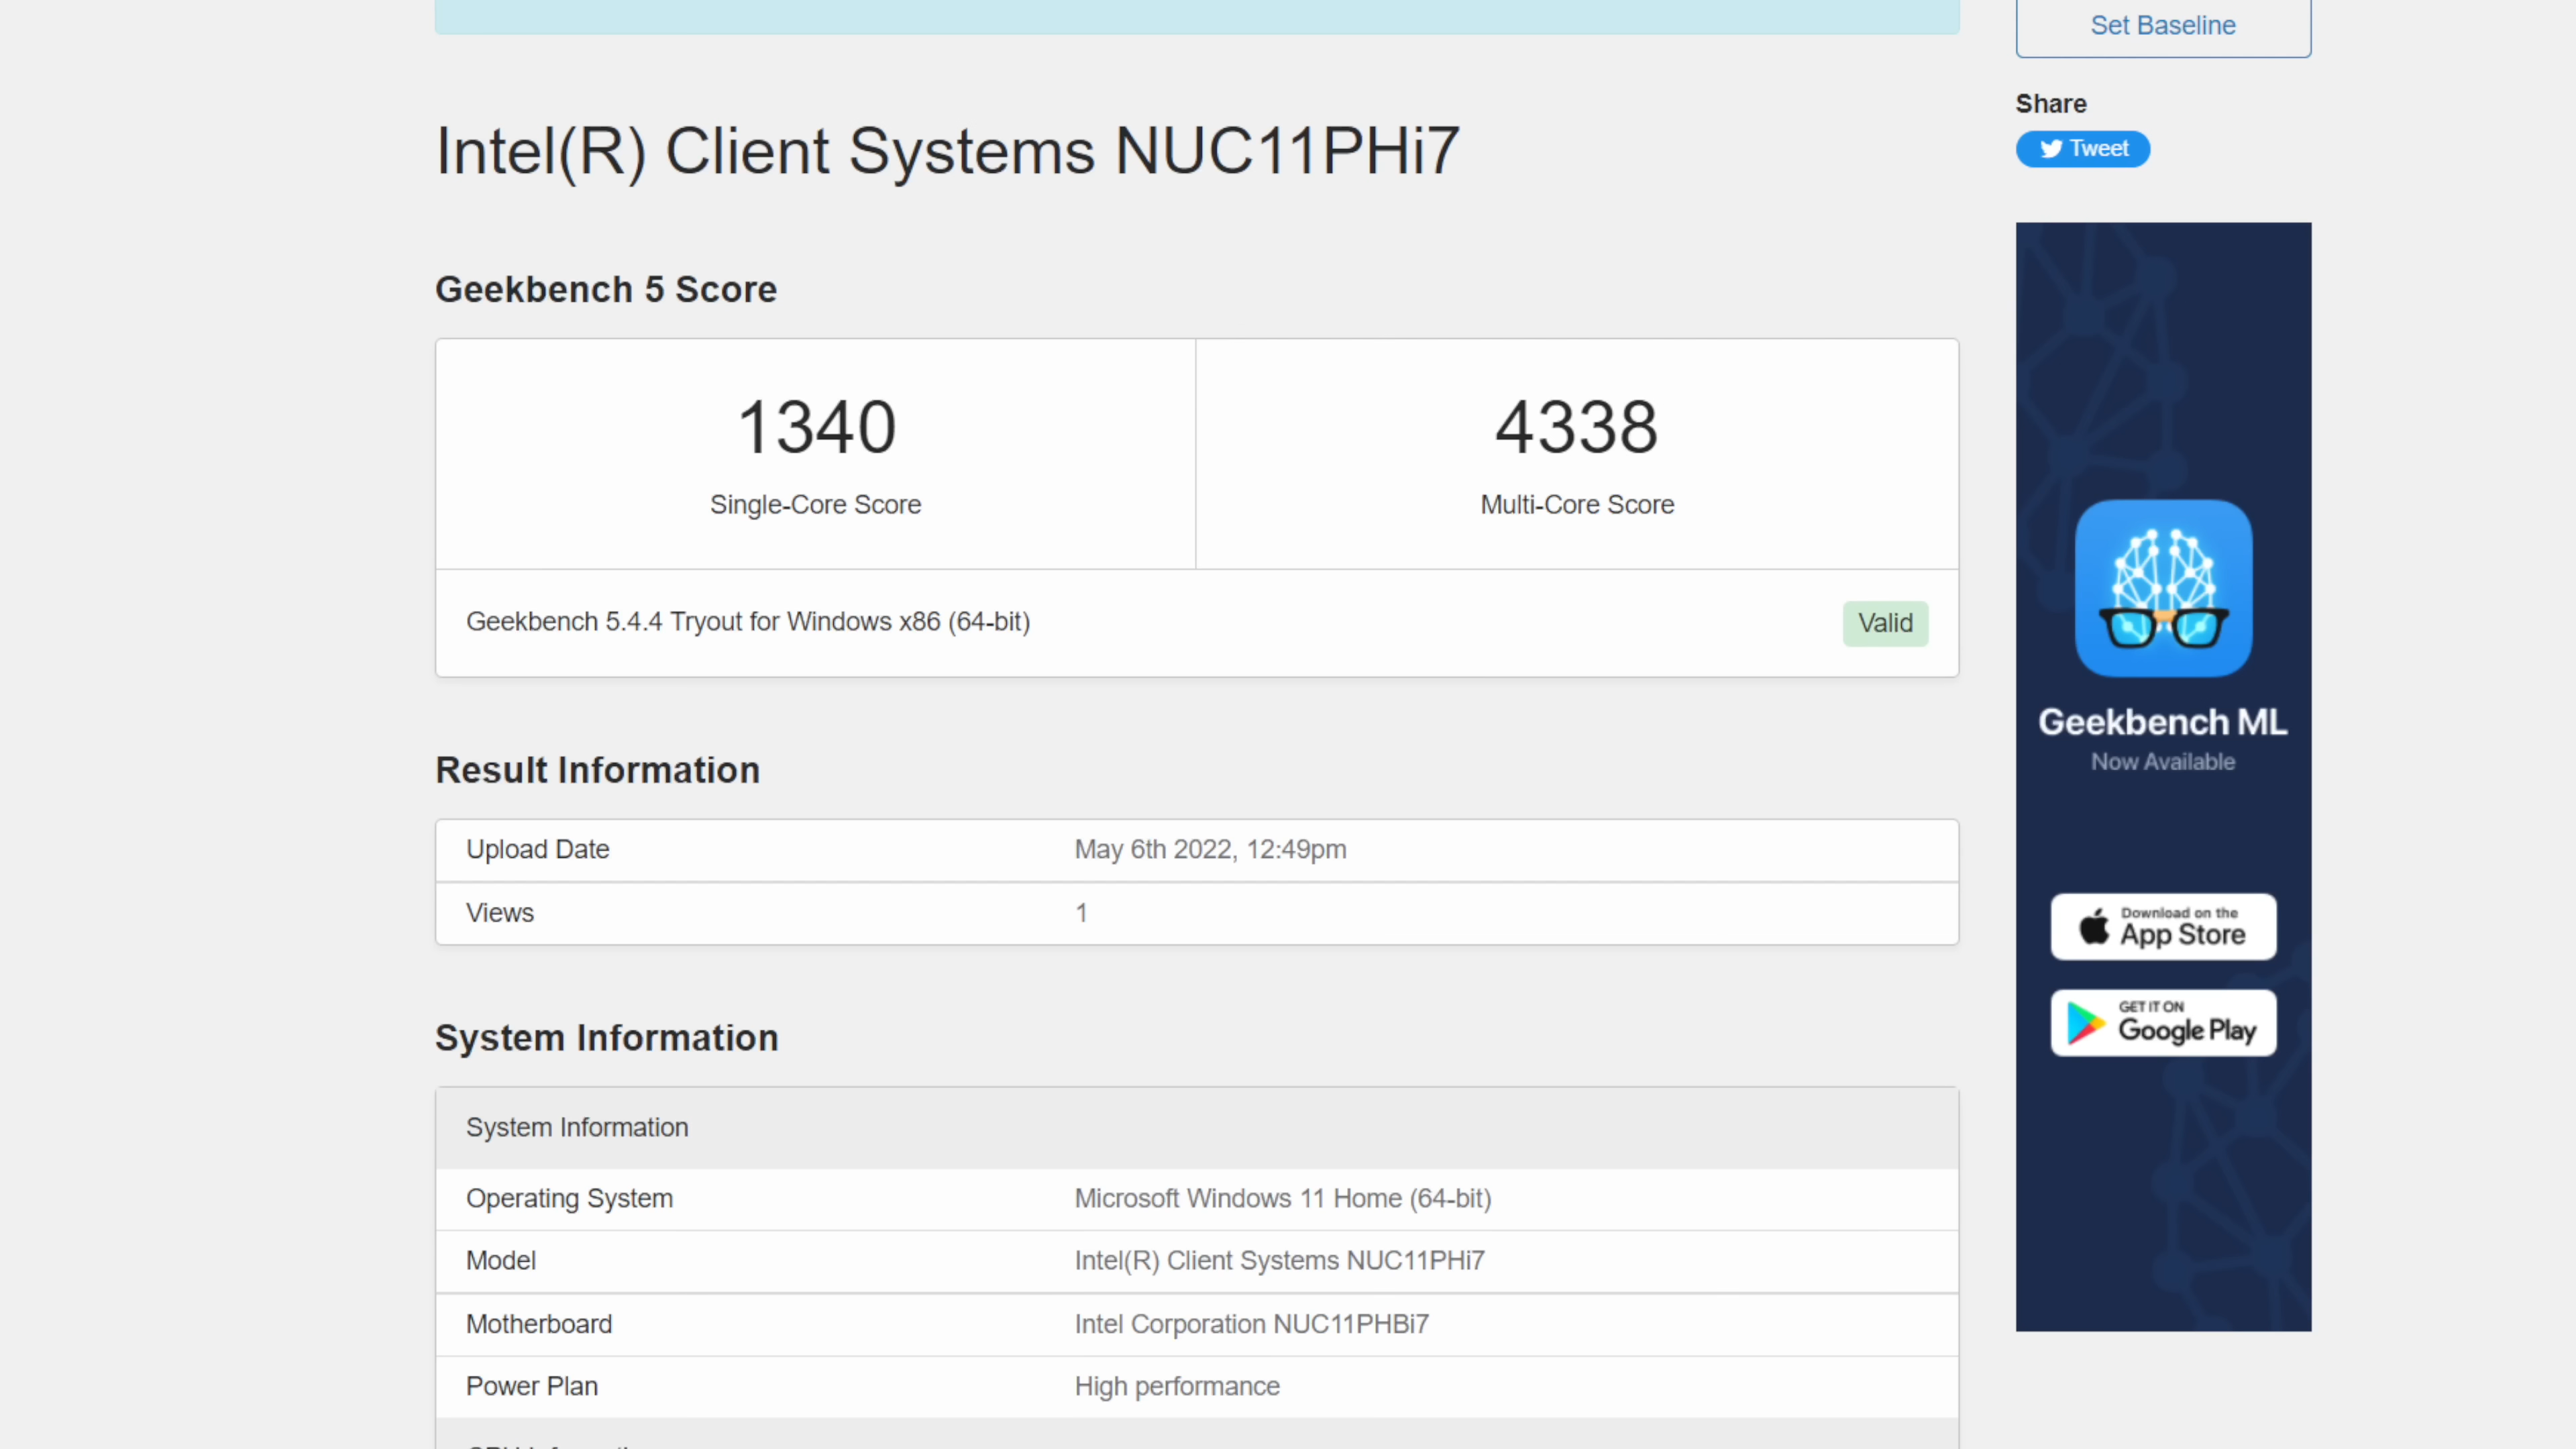 Set Baseline
Share
Tweet
Intel(R) Client Systems NUC11PHi7
Geekbench 5 Score
1340
4338
Single-Core Score
Multi-Core Score
Geekbench 5.4.4 Tryout for Windows x86 (64-bit)
Valid
Result Information
Upload Date
May 6th 2022, 12:49pm
Views
1
System Information
System Information
Operating System
Microsoft Windows 11 Home (64-bit)
Model
Intel(R) Client Systems NUC11PHi7
Motherboard
Intel Corporation NUC11PHBi7
Power Plan
High performance
Geekbench ML
Now Available
Download on the
App Store
GET IT ON
Google Play